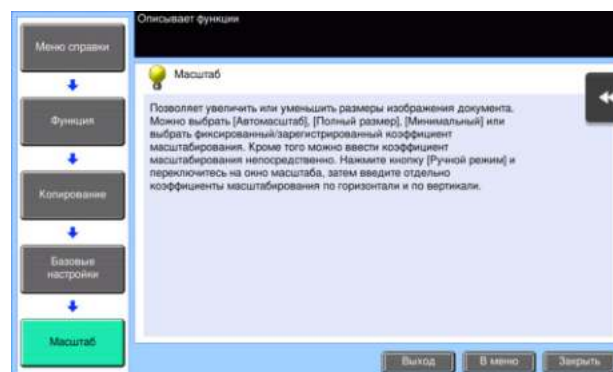 Описывает функции
Меню справки
Функция
Копирование
Базовые
настройки
Масштаб
Масштаб
Позволяет увеличить или уменьшить размеры изображения документа.
Можно выбрать [Автомасштаб], [Полный размер], [Минимальный] или
выбрать фиксированный/зарегистрированный коэффициент
масштабирования. Кроме того можно ввести коэффициент
масштабирования непосредственно. Нажмите кнопку [Ручной режим] и
переключитесь на окно масштаба, затем введите отдельно
коэффициенты масштабирования по горизонтали и по вертикали.
Выход
В меню
Закрыть